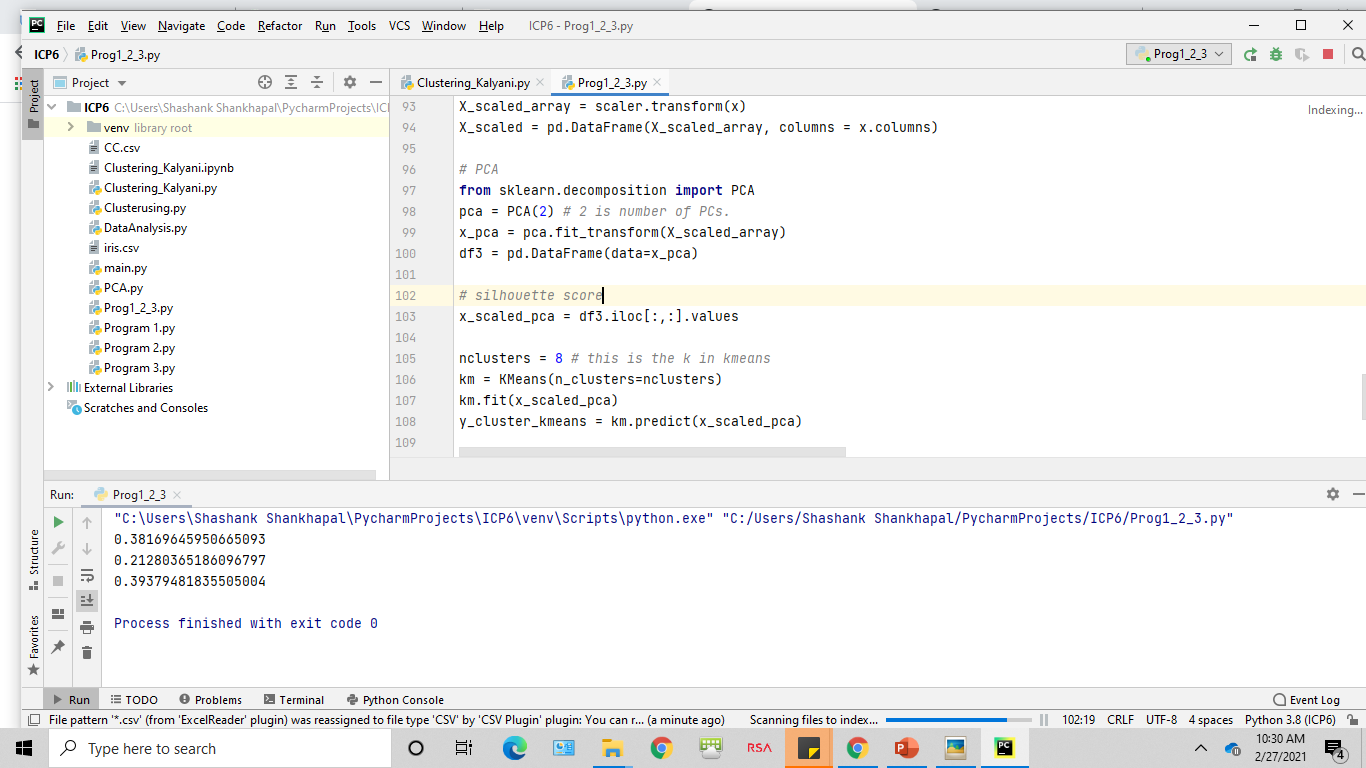 PC File Edit View Navigate Code Refactor Run Tools VCS Window Help ICP6 - Prog1_2_3.py
ICP6 Prog1_2_3.py Prog1_2_3
Project Project Clustering_Kalyani.py Prog1_2_3.py
ICP6 C:\Users\Shashank Shankhapal\PycharmProjects\ICP
venv library root
CC.csv
Clustering_Kalyani.ipynb
Clustering_Kalyani.py
Clusterusing.py
DataAnalysis.py
iris.csv
main.py
PCA.py
Prog1_2_3.py
Program 1.py
Program 2.py
Program 3.py
External Libraries
Scratches and Consoles
93 X_scaled_array = scaler.transform(x)
Indexing...
94 X_scaled = pd.DataFrame(X_scaled_array, columns = x.columns)
95
96 # PCA
97 from sklearn.decomposition import PCA
98 pca = PCA(2) # 2 is number of PCs.
99 x_pca = pca.fit_transform(X_scaled_array)
100 df3 = pd.DataFrame(data=x_pca)
101
102 # silhouette score
103 x_scaled_pca = df3.iloc[:,:].values
104
105 nclusters = 8 # this is the k in kmeans
106 km = KMeans(n_clusters=nclusters)
107 km.fit(x_scaled_pca)
108 y_cluster_kmeans = km.predict(x_scaled_pca)
109
Run: Prog1_2_3
"C:\Users\Shashank Shankhapal\PycharmProjects\ICP6\venv\Scripts\python.exe" "C:/Users/Shashank Shankhapal/PycharmProjects/ICP6/Prog1_2_3.py"
0.38169645950665093
0.21280365186096797
0.39379481835505004
Process finished with exit code 0
Structure
Favorites
Run TODO Problems Terminal Python Console Event Log
File pattern '*.csv' (from 'ExcelReader' plugin) was reassigned to file type 'CSV' by 'CSV Plugin' plugin: You can r... (a minute ago) Scanning files to index... 102:19 CRLF UTF-8 4 spaces Python 3.8 (ICP6)
Type here to search RSA PC 10:30 AM
2/27/2021 4